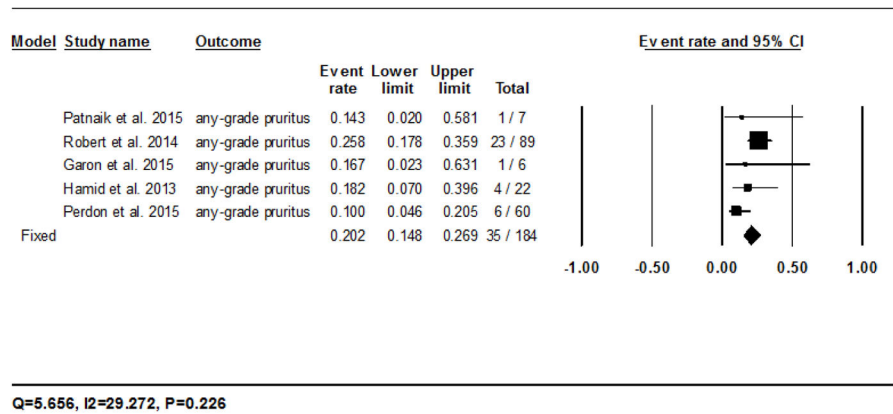 Model Study name Outcome Event rate and 95% CI
Event Lower Upper
rate limit limit Total
Patnaik et al. 2015 any-grade pruritus 0.143 0.020 0.581 1 / 7
Robert et al. 2014 any-grade pruritus 0.258 0.178 0.359 23 / 89
Garon et al. 2015 any-grade pruritus 0.167 0.023 0.631 1 / 6
Hamid et al. 2013 any-grade pruritus 0.182 0.070 0.396 4 / 22
Perdon et al. 2015 any-grade pruritus 0.100 0.046 0.205 6 / 60
Fixed 0.202 0.148 0.269 35 / 184
-1.00 -0.50 0.00 0.50 1.00
Q=5.656, I2=29.272, P=0.226